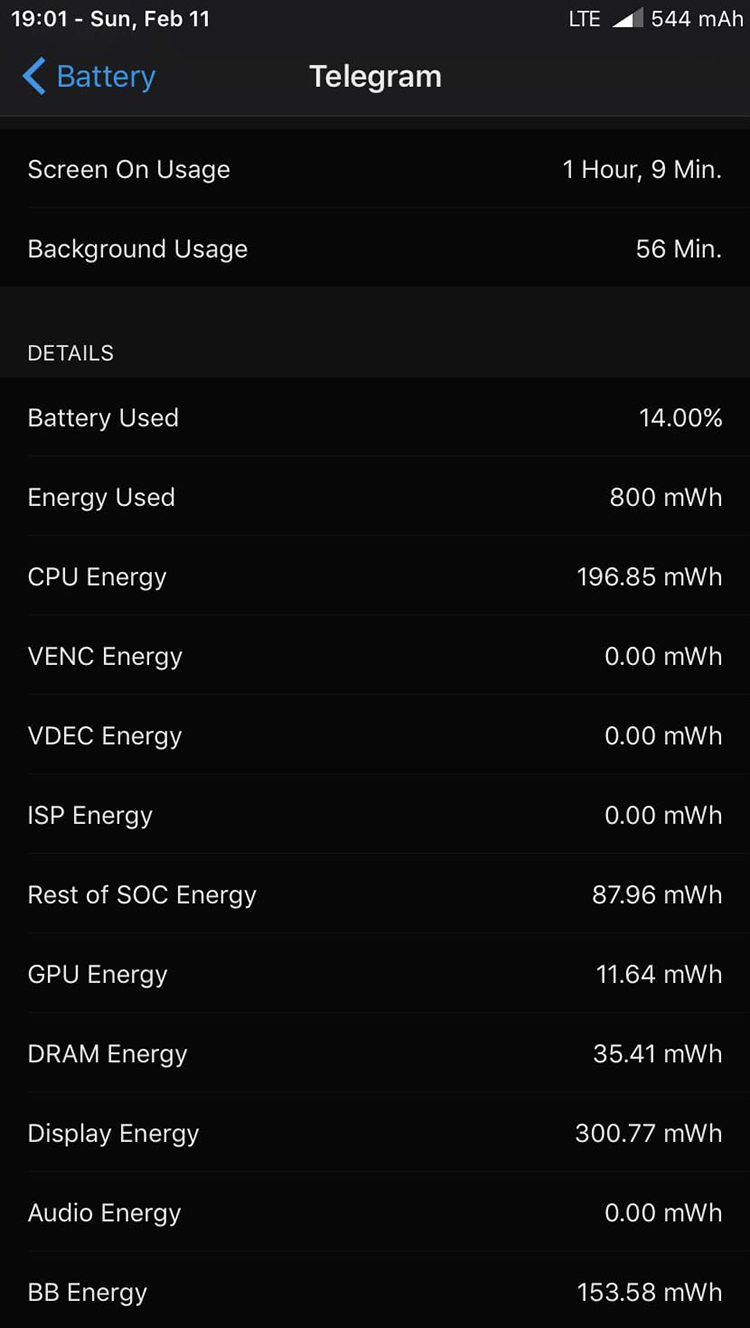 19:01 - Sun, Feb 11 LTE 544 mAh
Battery Telegram
Screen On Usage 1 Hour, 9 Min.
Background Usage 56 Min.
DETAILS
Battery Used 14.00%
Energy Used 800 mWh
CPU Energy 196.85 mWh
VENC Energy 0.00 mWh
VDEC Energy 0.00 mWh
ISP Energy 0.00 mWh
Rest of SOC Energy 87.96 mWh
GPU Energy 11.64 mWh
DRAM Energy 35.41 mWh
Display Energy 300.77 mWh
Audio Energy 0.00 mWh
BB Energy 153.58 mWh